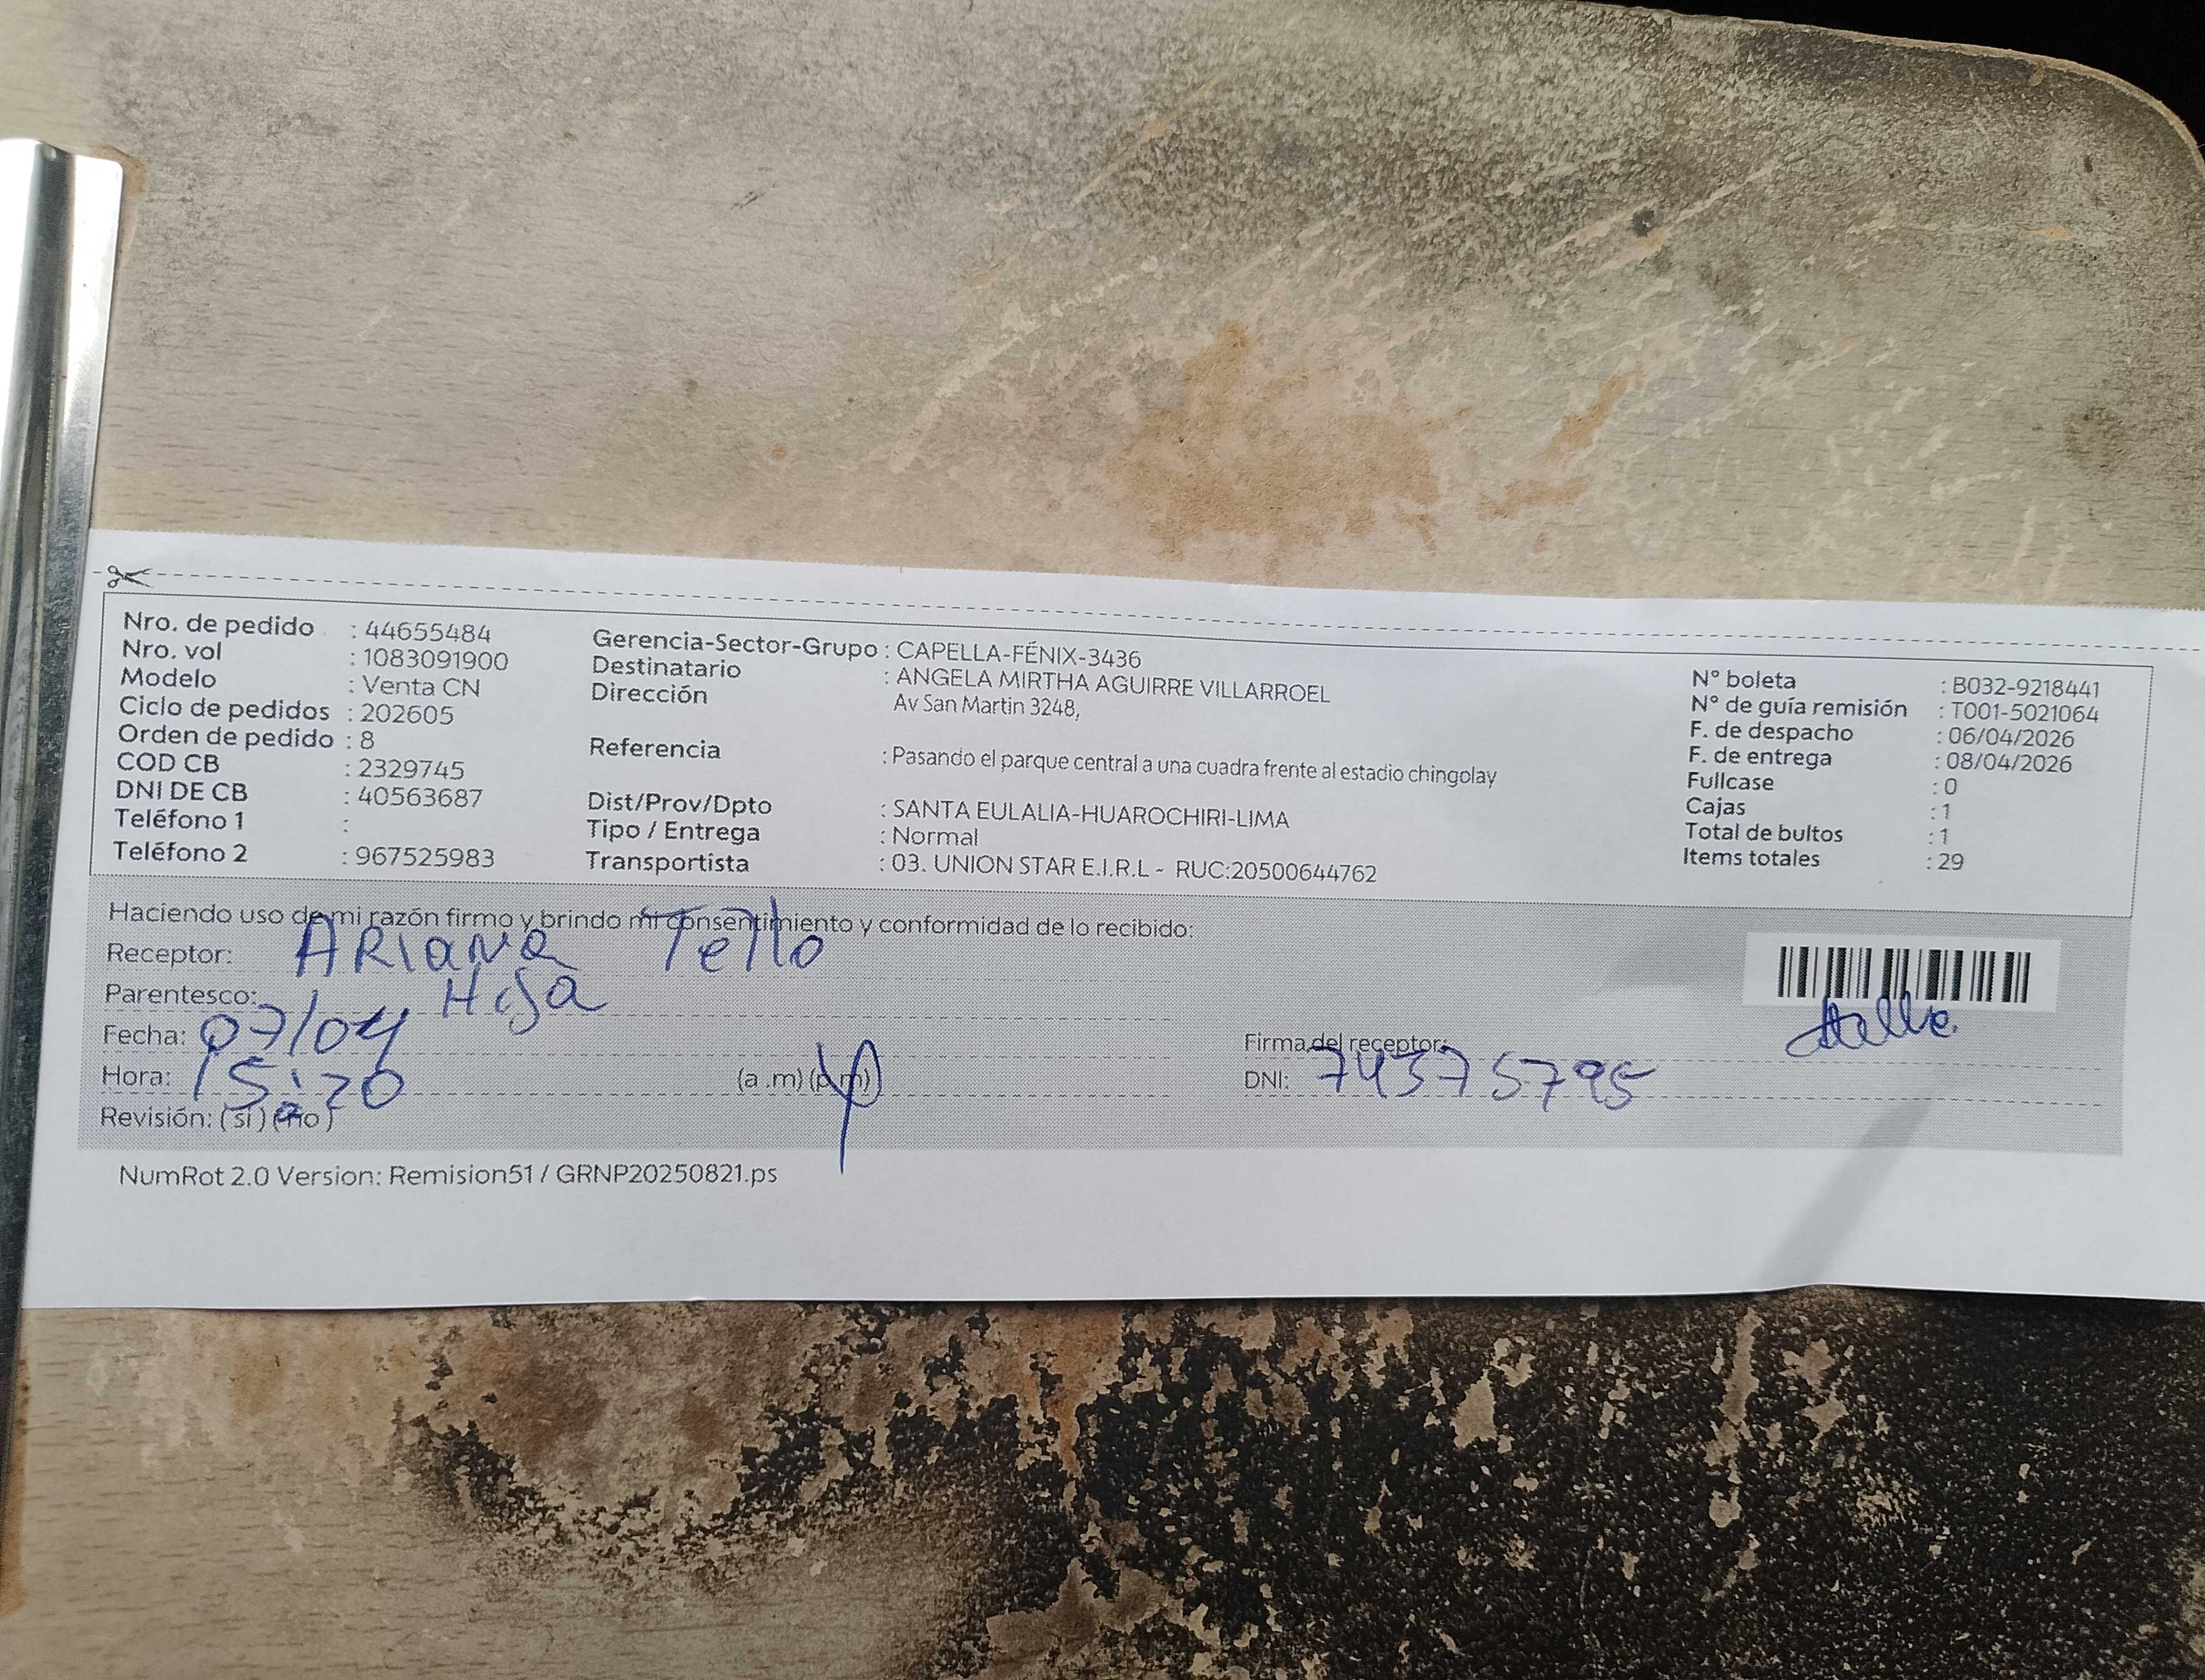 Nro. de pedido : 44655484
Nro. vol : 1083091900
Modelo : Venta CN
Ciclo de pedidos : 202605
Orden de pedido : 8
COD CB : 2329745
DNI DE CB : 40563687
Teléfono 1 :
Teléfono 2 : 967525983
Gerencia-Sector-Grupo : CAPELLA-FÉNIX-3436
Destinatario : ANGELA MIRTHA AGUIRRE VILLARROEL
Dirección Av San Martin 3248,
Referencia : Pasando el parque central a una cuadra frente al estadio chingolay
Dist/Prov/Dpto : SANTA EULALIA-HUAROCHIRI-LIMA
Tipo / Entrega : Normal
Transportista : 03. UNION STAR E.I.R.L - RUC:20500644762
N° boleta : B032-9218441
N° de guía remisión : T001-5021064
F. de despacho : 06/04/2026
F. de entrega : 08/04/2026
Fullcase : 0
Cajas : 1
Total de bultos : 1
Items totales : 29
Haciendo uso de mi razón firmo y brindo mi consentimiento y conformidad de lo recibido:
Receptor: ARIANA Tello
Parentesco: HiJa
Fecha: 07/04
Hora: 15:20 (a.m) (p.m)
Revisión: (si) (no)
Firma del receptor:
DNI: 74375795
NumRot 2.0 Version: Remision51 / GRNP20250821.ps